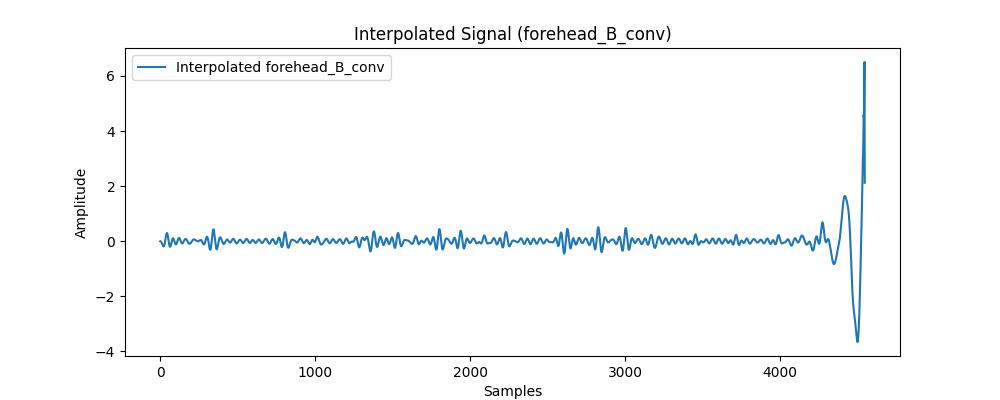 Interpolated Signal (forehead_B_conv)
Interpolated forehead_B_conv
6
4
2
0
−2
−4
Amplitude
0 1000 2000 3000 4000
Samples